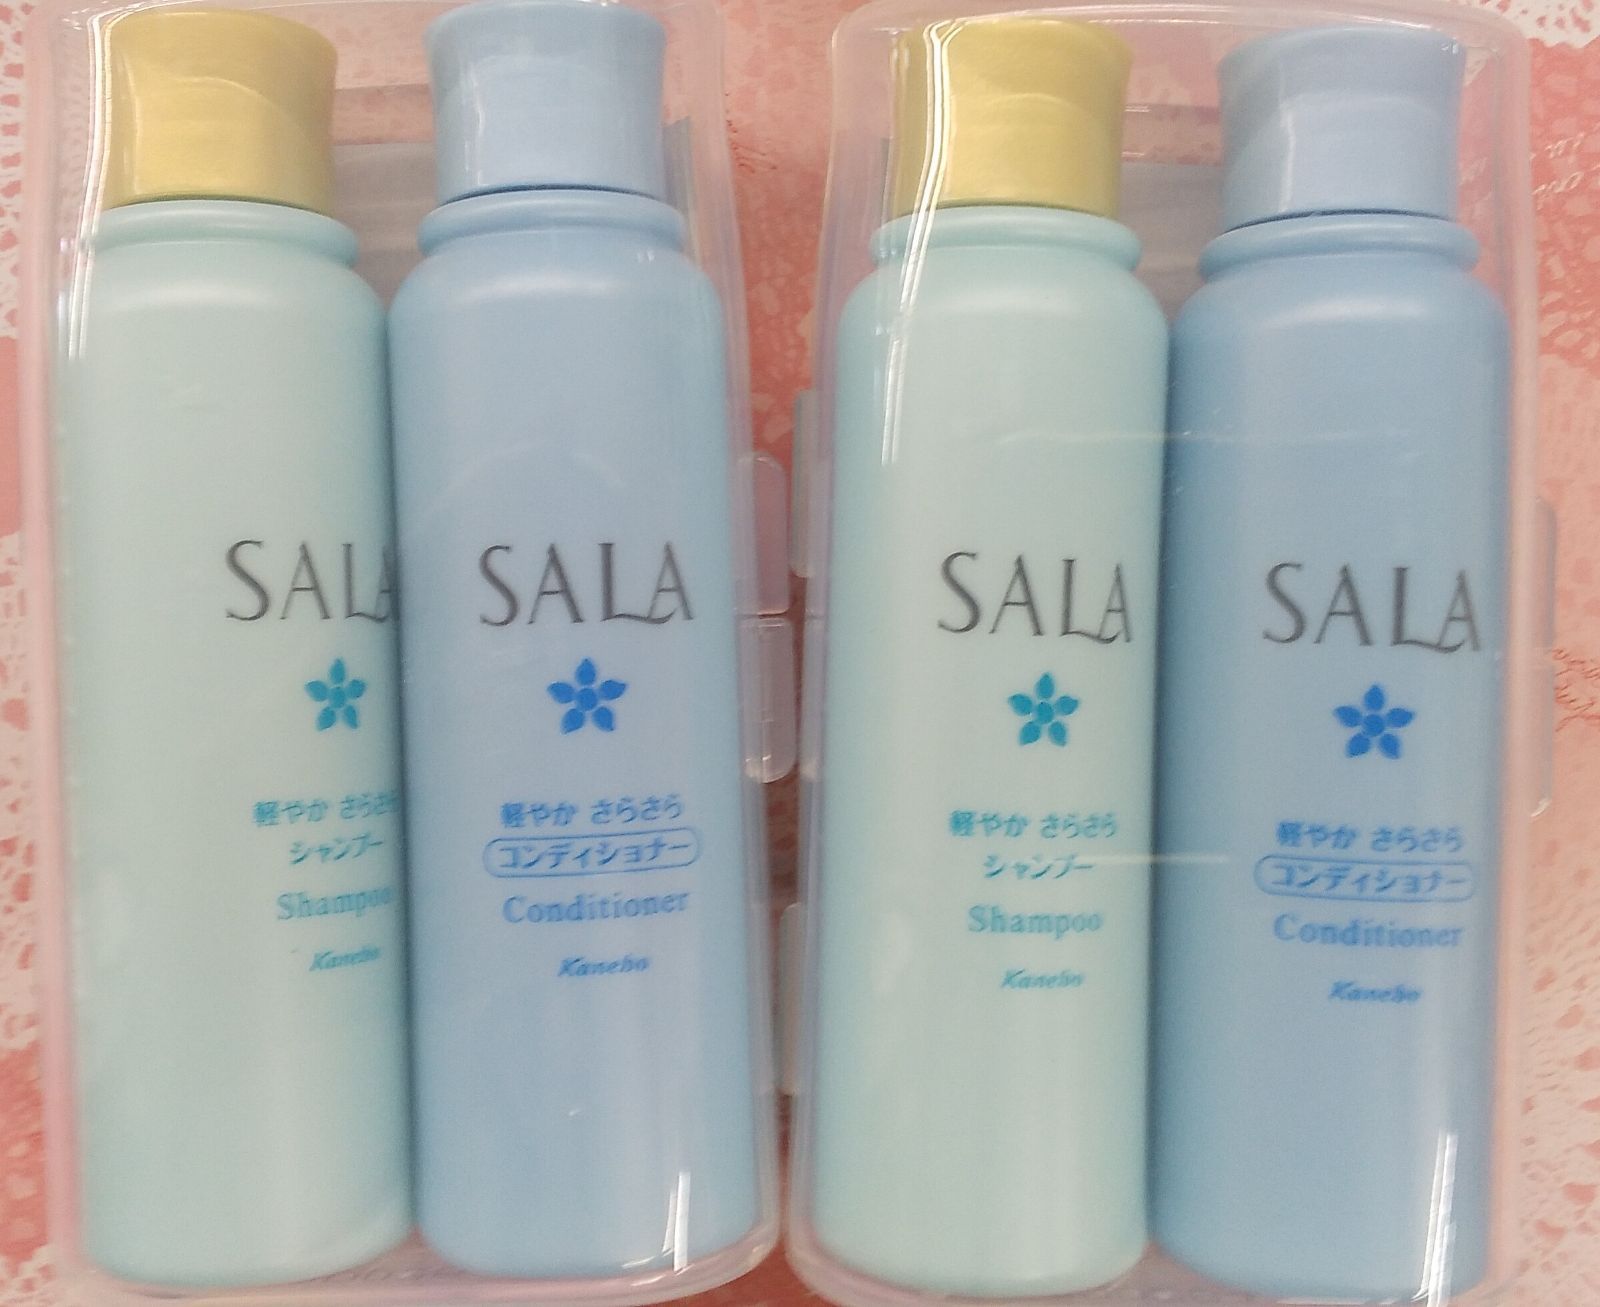 SALA
軽やか さらさら
シャンプー
Shampoo
Kanebo
SALA
軽やか さらさら
コンディショナー
Conditioner
Kanebo
SALA
軽やか さらさら
シャンプー
Shampoo
Kanebo
SALA
軽やか さらさら
コンディショナー
Conditioner
Kanebo